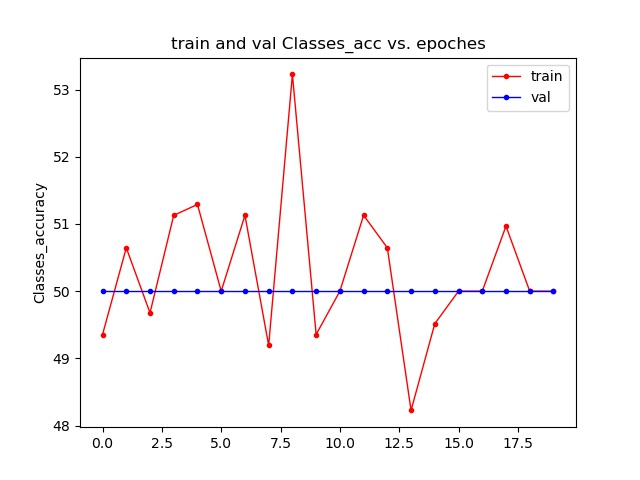 train and val Classes_acc vs. epoches
train
val
Classes_accuracy
53
52
51
50
49
48
0.0 2.5 5.0 7.5 10.0 12.5 15.0 17.5